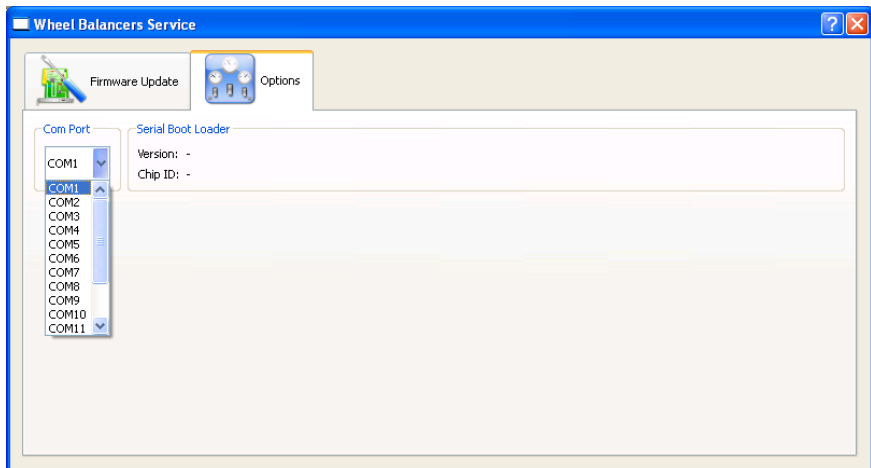 Wheel Balancers Service
Firmware Update
Options
Com Port
Serial Boot Loader
COM1
Version: -
Chip ID: -
COM1
COM2
COM3
COM4
COM5
COM6
COM7
COM8
COM9
COM10
COM11